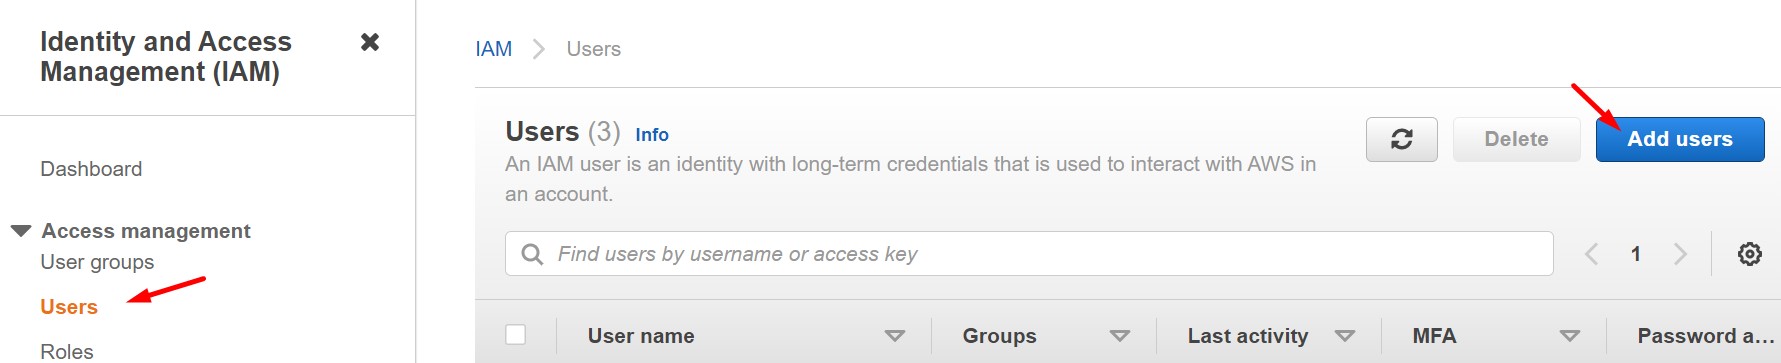 Identity and Access
Management (IAM)
Dashboard
Access management
User groups
Users
Roles
IAM > Users
Users (3) Info
An IAM user is an identity with long-term credentials that is used to interact with AWS in
an account.
Delete
Add users
Find users by username or access key
1
User name Groups Last activity MFA Password a...